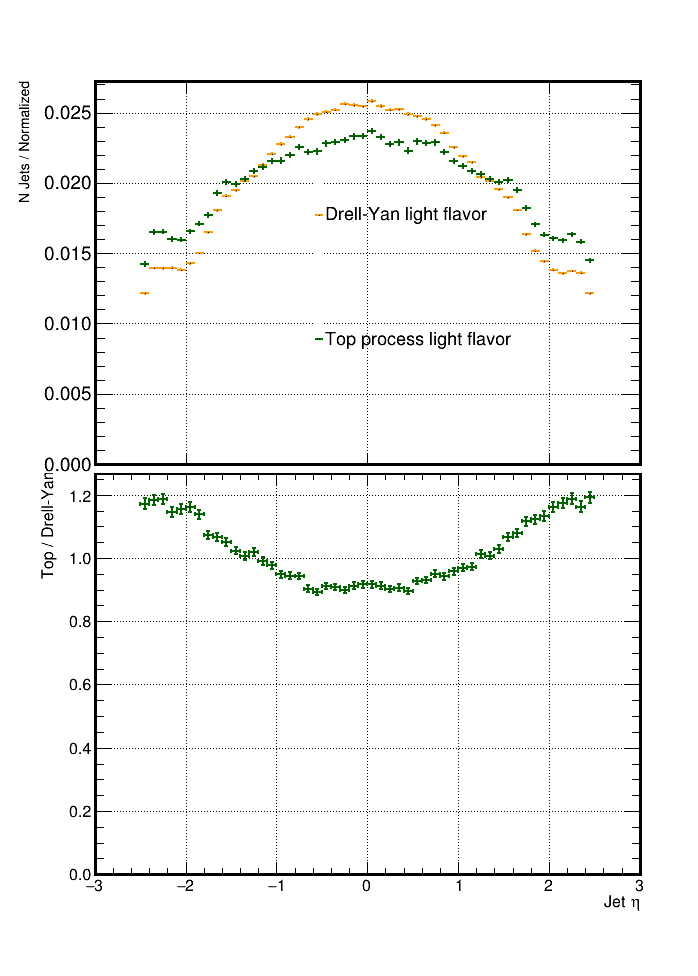 N Jets / Normalized
0.025
0.020
0.015
0.010
0.005
0.000
Drell-Yan light flavor
Top process light flavor
Top / Drell-Yan
1.2
1.0
0.8
0.6
0.4
0.2
0.0
−3 −2 −1 0 1 2 3
Jet η